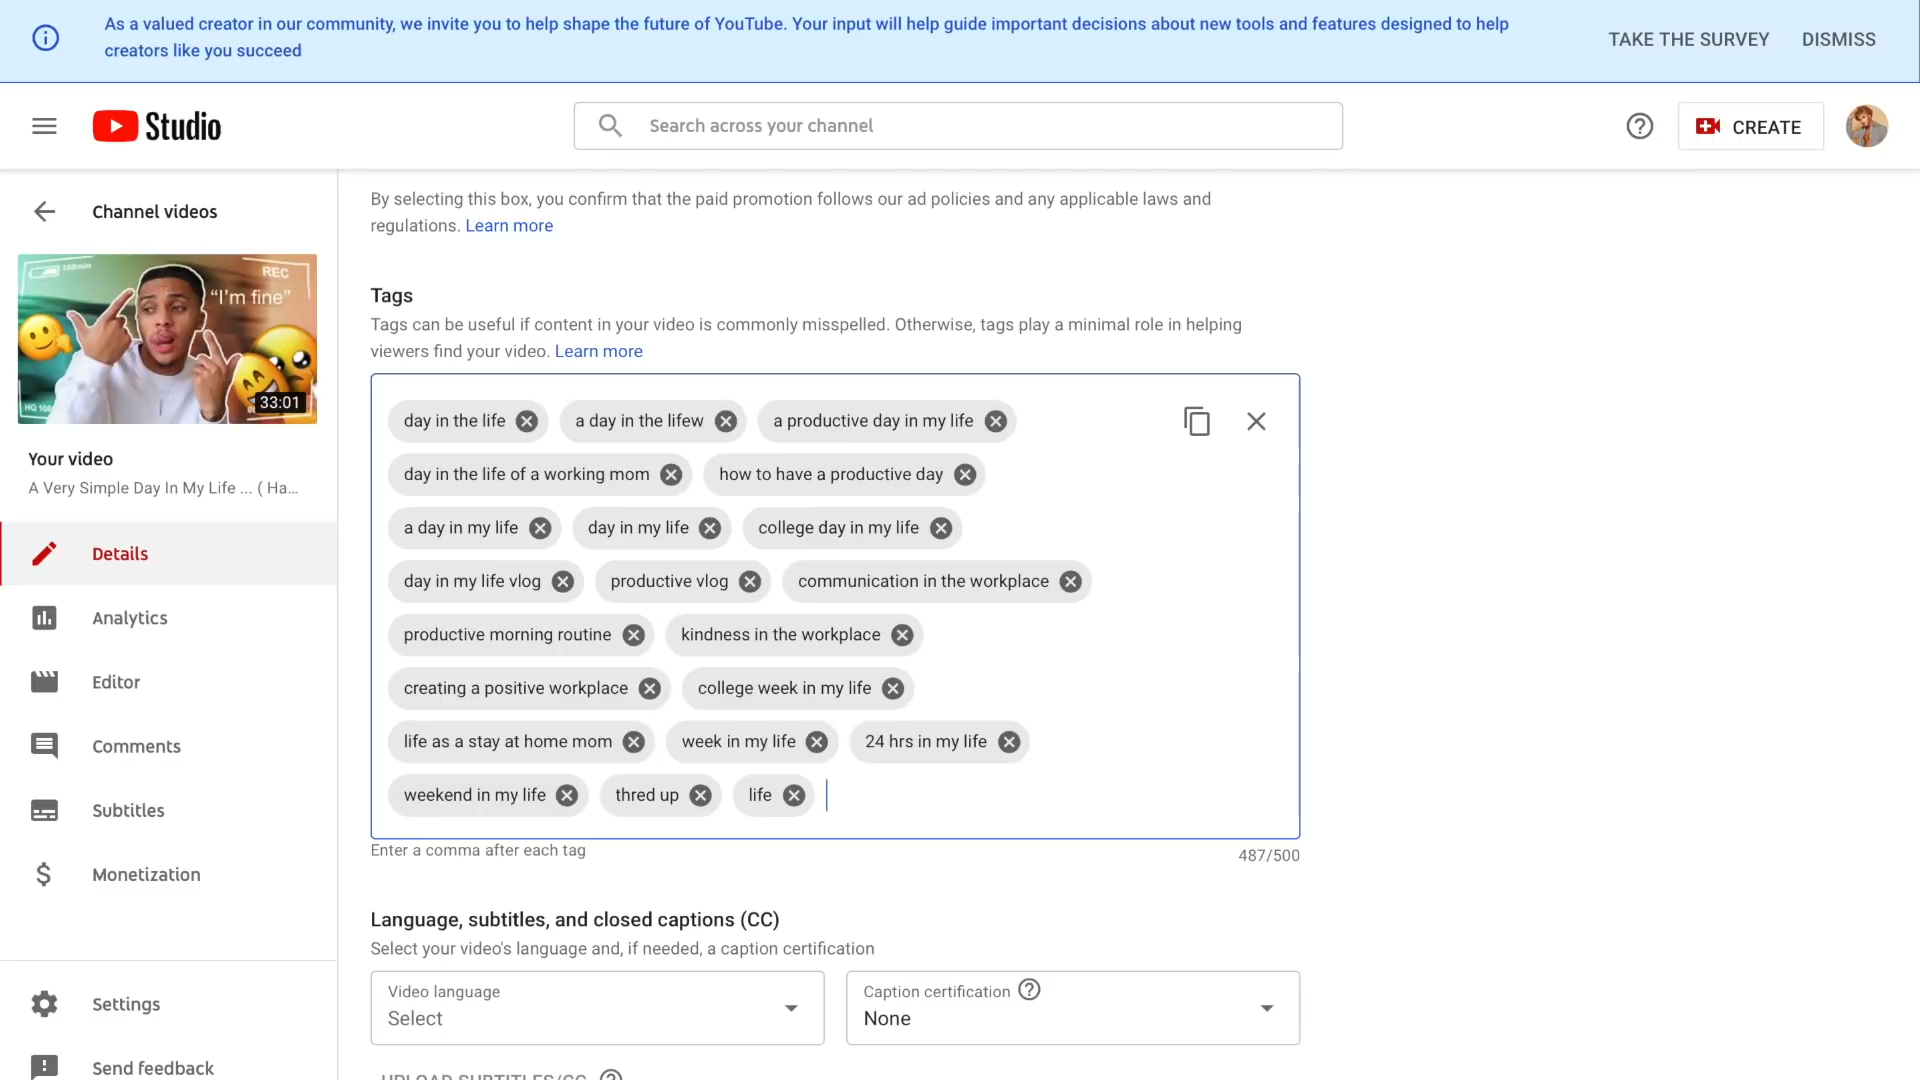 As a valued creator in our community, we invite you to help shape the future of YouTube. Your input will help guide important decisions about new tools and features designed to help
creators like you succeed
TAKE THE SURVEY
DISMISS
Studio
Search across your channel
CREATE
Channel videos
REC
"I'm fine"
33:01
Your video
A Very Simple Day In My Life ... ( Ha...
Details
Analytics
Editor
Comments
Subtitles
Monetization
Settings
Send feedback
By selecting this box, you confirm that the paid promotion follows our ad policies and any applicable laws and
regulations. Learn more
Tags
Tags can be useful if content in your video is commonly misspelled. Otherwise, tags play a minimal role in helping
viewers find your video. Learn more
day in the life a day in the lifew a productive day in my life
day in the life of a working mom how to have a productive day
a day in my life day in my life college day in my life
day in my life vlog productive vlog communication in the workplace
productive morning routine kindness in the workplace
creating a positive workplace college week in my life
life as a stay at home mom week in my life 24 hrs in my life
weekend in my life thred up life
Enter a comma after each tag
487/500
Language, subtitles, and closed captions (CC)
Select your video's language and, if needed, a caption certification
Video language
Select
Caption certification
None
UPLOAD SUBTITLES/CC